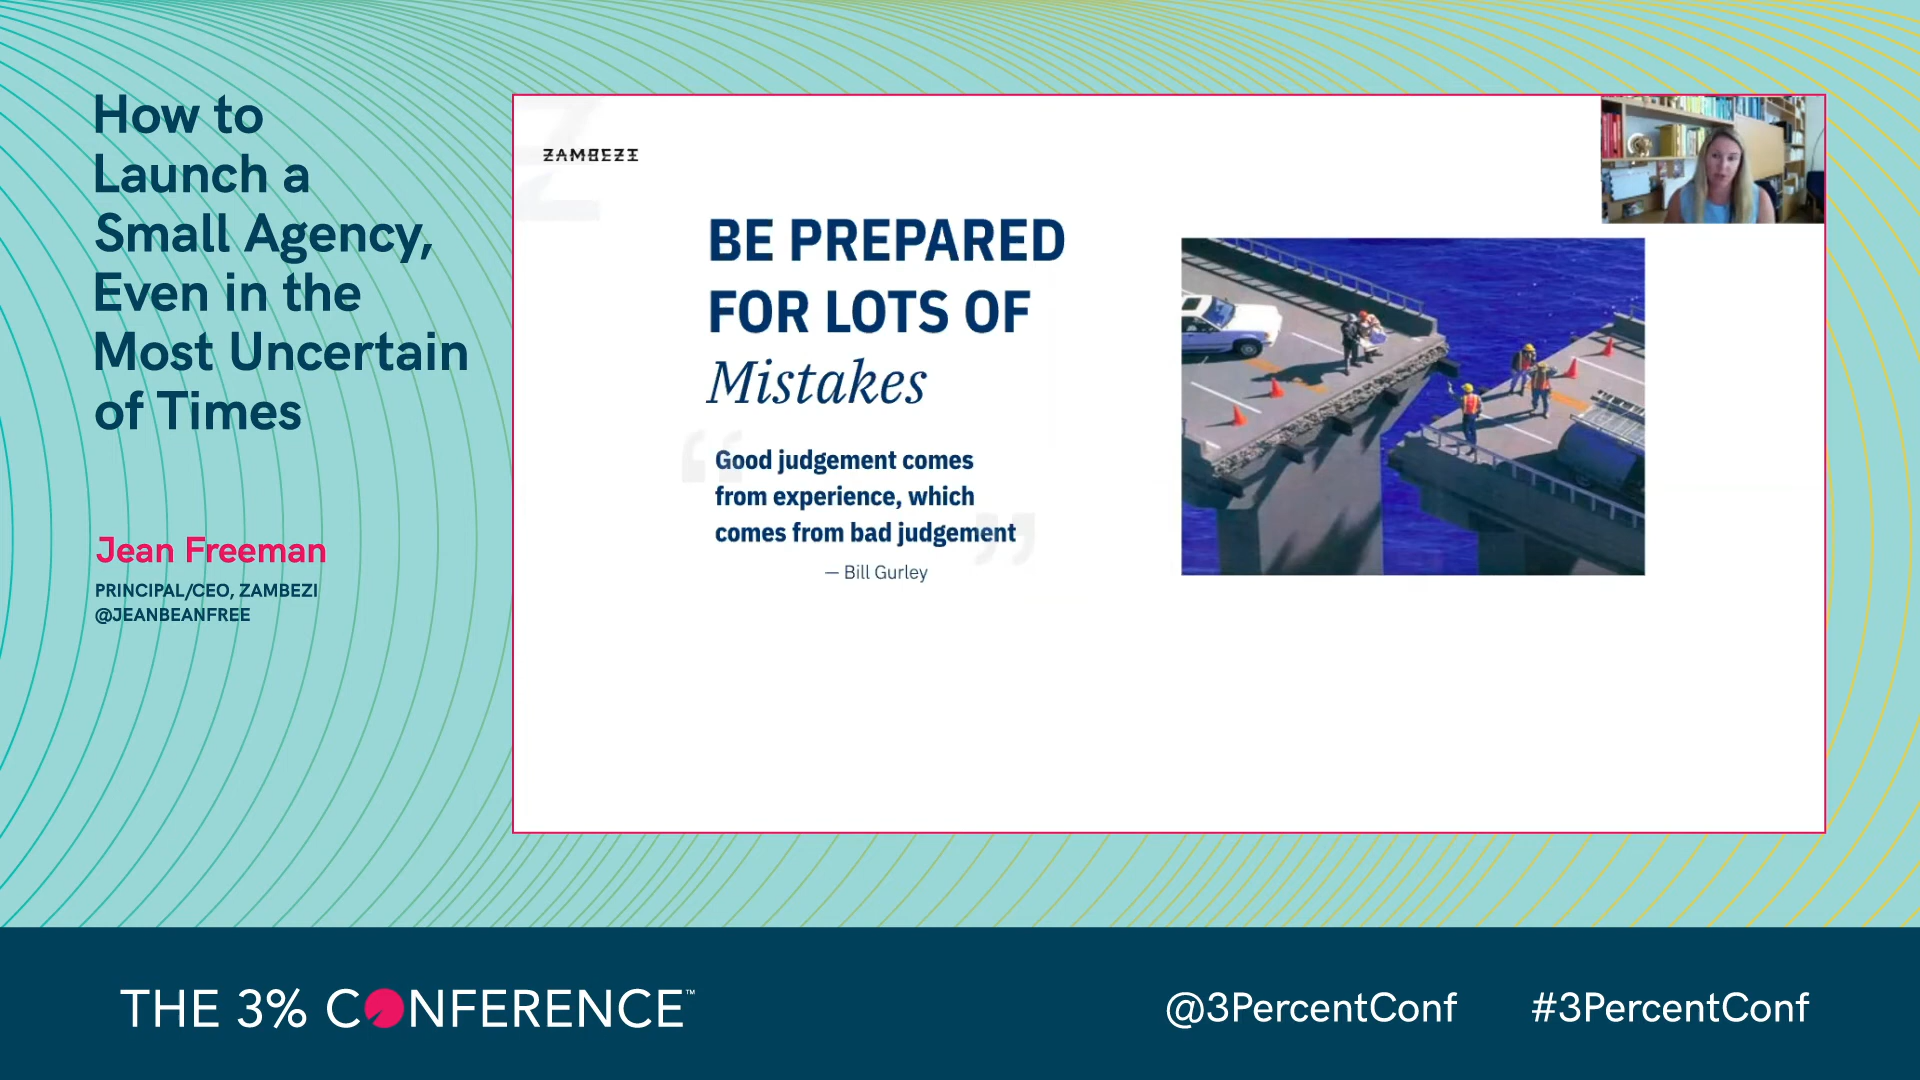 How to
Launch a
Small Agency,
Even in the
Most Uncertain
of Times
Jean Freeman
PRINCIPAL/CEO, ZAMBEZI
@JEANBEANFREE
ZAMBEZI
BE PREPARED
FOR LOTS OF
Mistakes
“Good judgement comes
from experience, which
comes from bad judgement”
— Bill Gurley
THE 3% CONFERENCE™
@3PercentConf
#3PercentConf